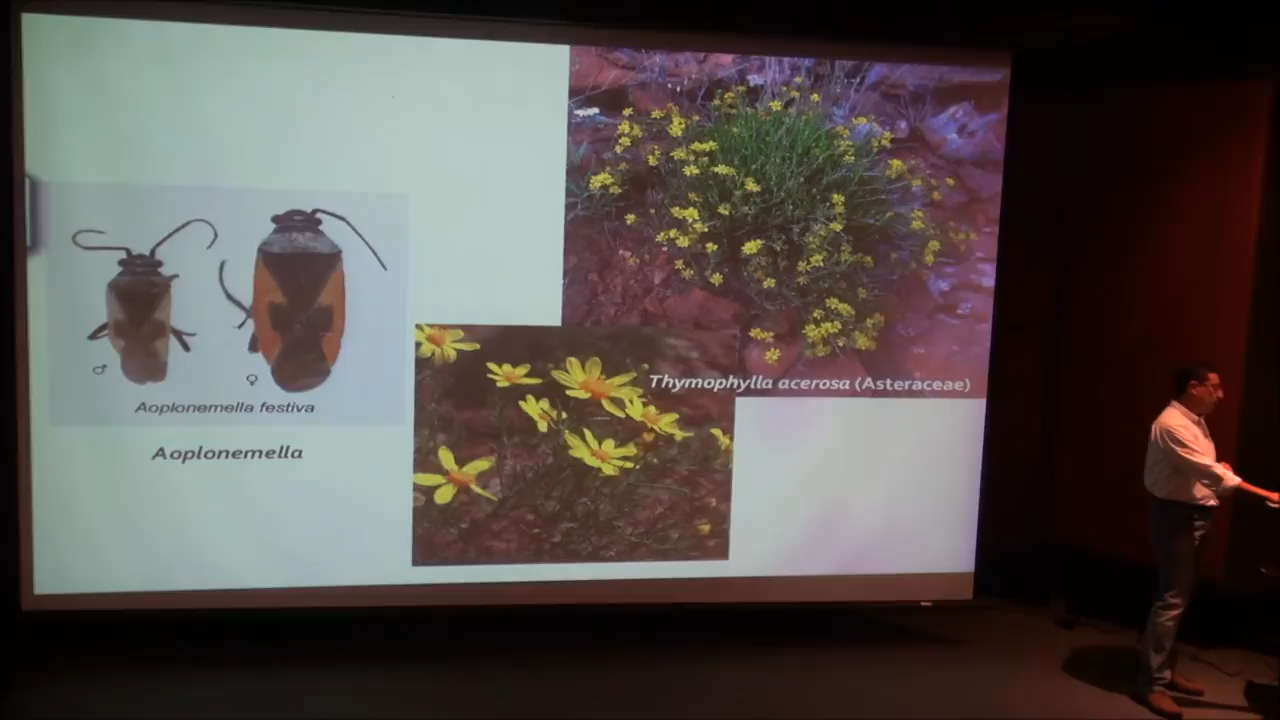 ♂
♀
Aoplonemella festiva
Aoplonemella
Thymophylla acerosa (Asteraceae)